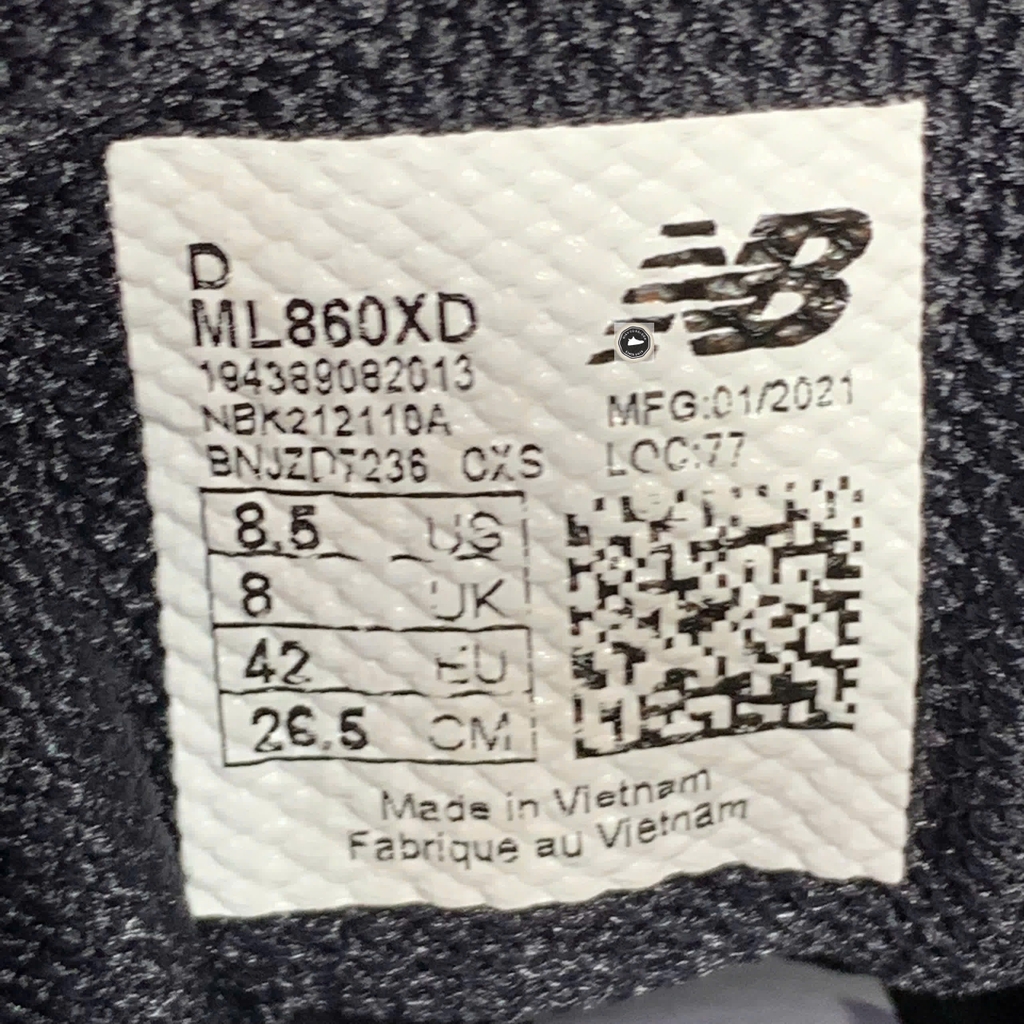 D
ML860XD
194389082013
NBK212110A
BNJZD7236 CXS
NB
MFG:01/2021
LOC:77
8.5 US
8 UK
42 EU
26.5 CM
Made in Vietnam
Fabrique au Vietnam